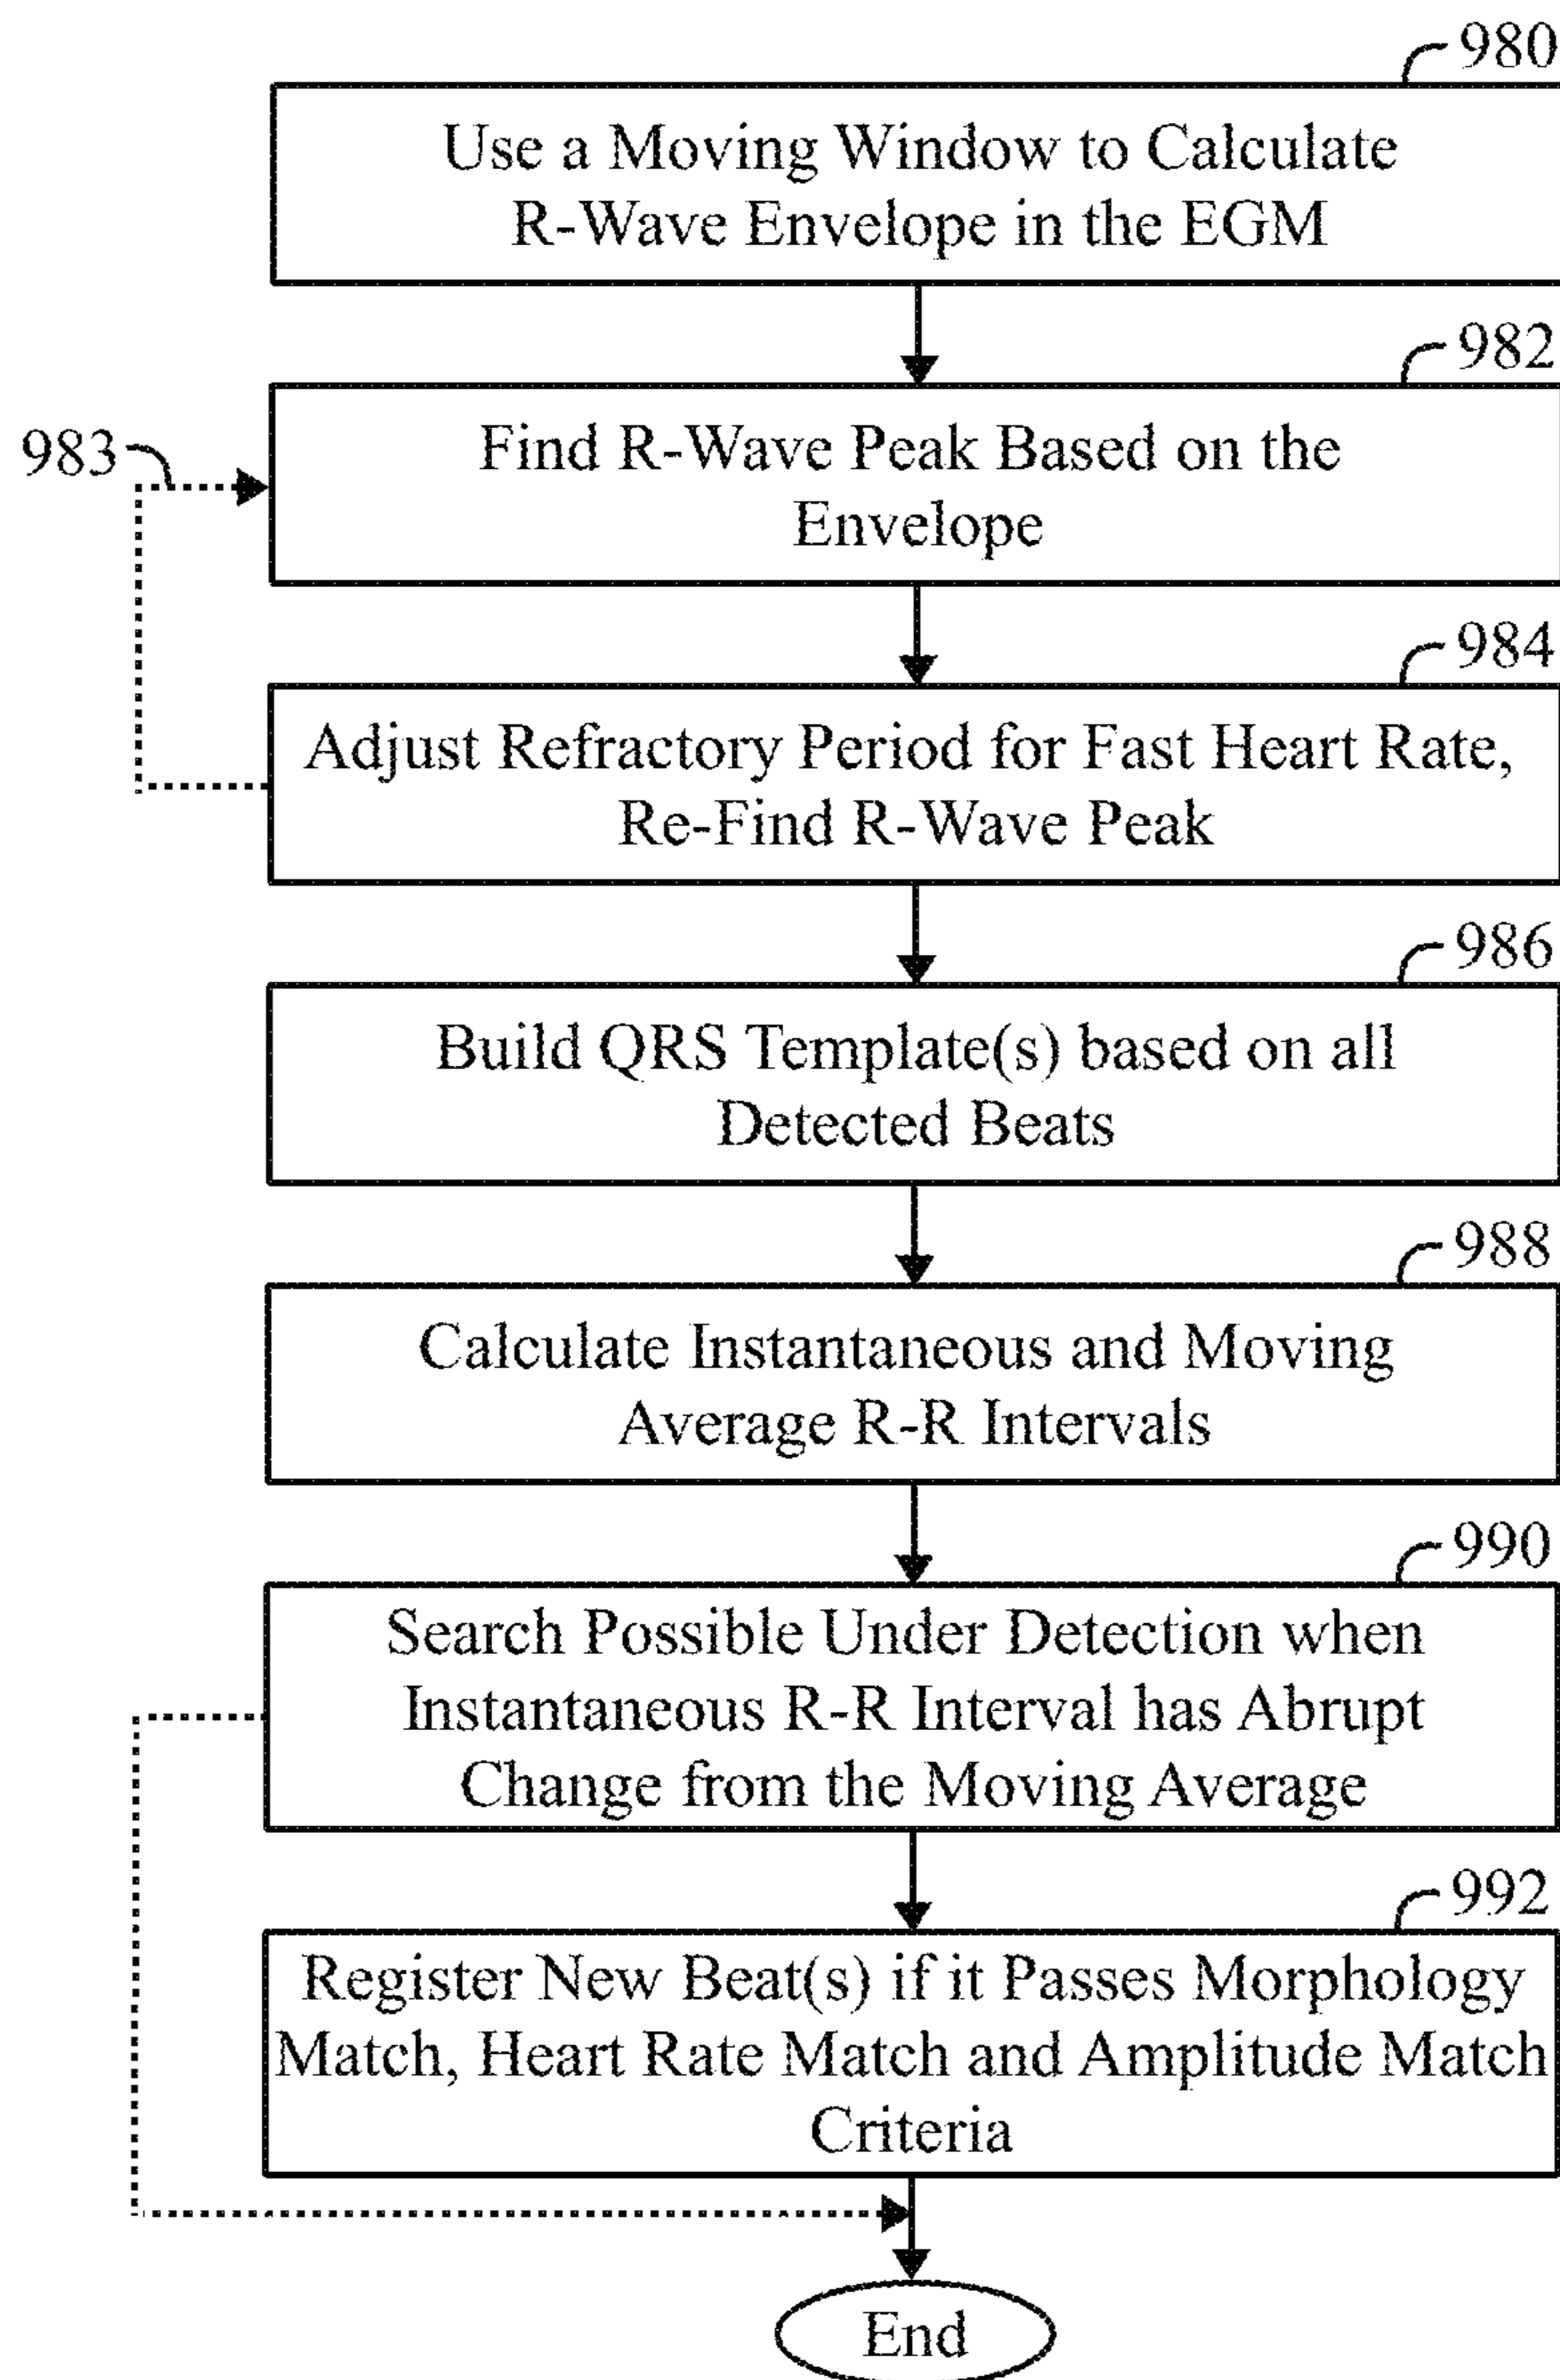 980
Use a Moving Window to Calculate
R-Wave Envelope in the EGM
982
983
Find R-Wave Peak Based on the
Envelope
984
Adjust Refractory Period for Fast Heart Rate,
Re-Find R-Wave Peak
986
Build QRS Template(s) based on all
Detected Beats
988
Calculate Instantaneous and Moving
Average R-R Intervals
990
Search Possible Under Detection when
Instantaneous R-R Interval has Abrupt
Change from the Moving Average
992
Register New Beat(s) if it Passes Morphology
Match, Heart Rate Match and Amplitude Match
Criteria
End